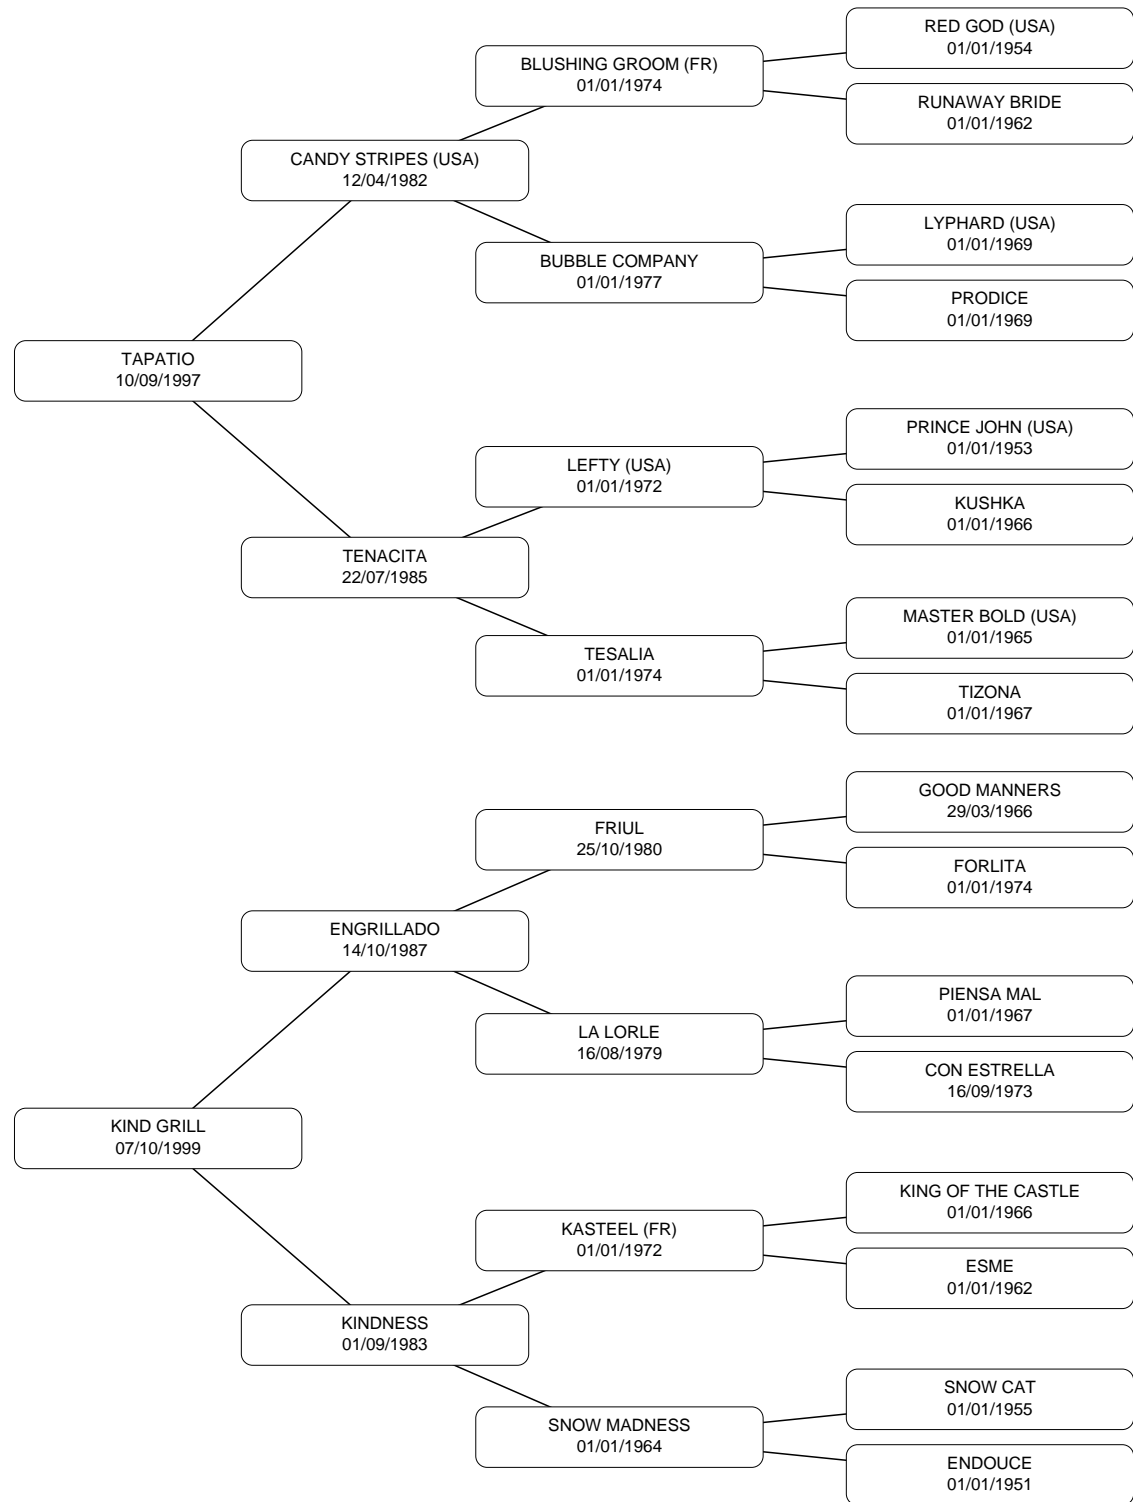 RED GOD (USA)
01/01/1954
BLUSHING GROOM (FR)
01/01/1974
RUNAWAY BRIDE
01/01/1962
CANDY STRIPES (USA)
12/04/1982
LYPHARD (USA)
01/01/1969
BUBBLE COMPANY
01/01/1977
PRODICE
01/01/1969
TAPATIO
10/09/1997
PRINCE JOHN (USA)
01/01/1953
LEFTY (USA)
01/01/1972
KUSHKA
01/01/1966
TENACITA
22/07/1985
MASTER BOLD (USA)
01/01/1965
TESALIA
01/01/1974
TIZONA
01/01/1967
GOOD MANNERS
29/03/1966
FRIUL
25/10/1980
FORLITA
01/01/1974
ENGRILLADO
14/10/1987
PIENSA MAL
01/01/1967
LA LORLE
16/08/1979
CON ESTRELLA
16/09/1973
KIND GRILL
07/10/1999
KING OF THE CASTLE
01/01/1966
KASTEEL (FR)
01/01/1972
ESME
01/01/1962
KINDNESS
01/09/1983
SNOW CAT
01/01/1955
SNOW MADNESS
01/01/1964
ENDOUCE
01/01/1951